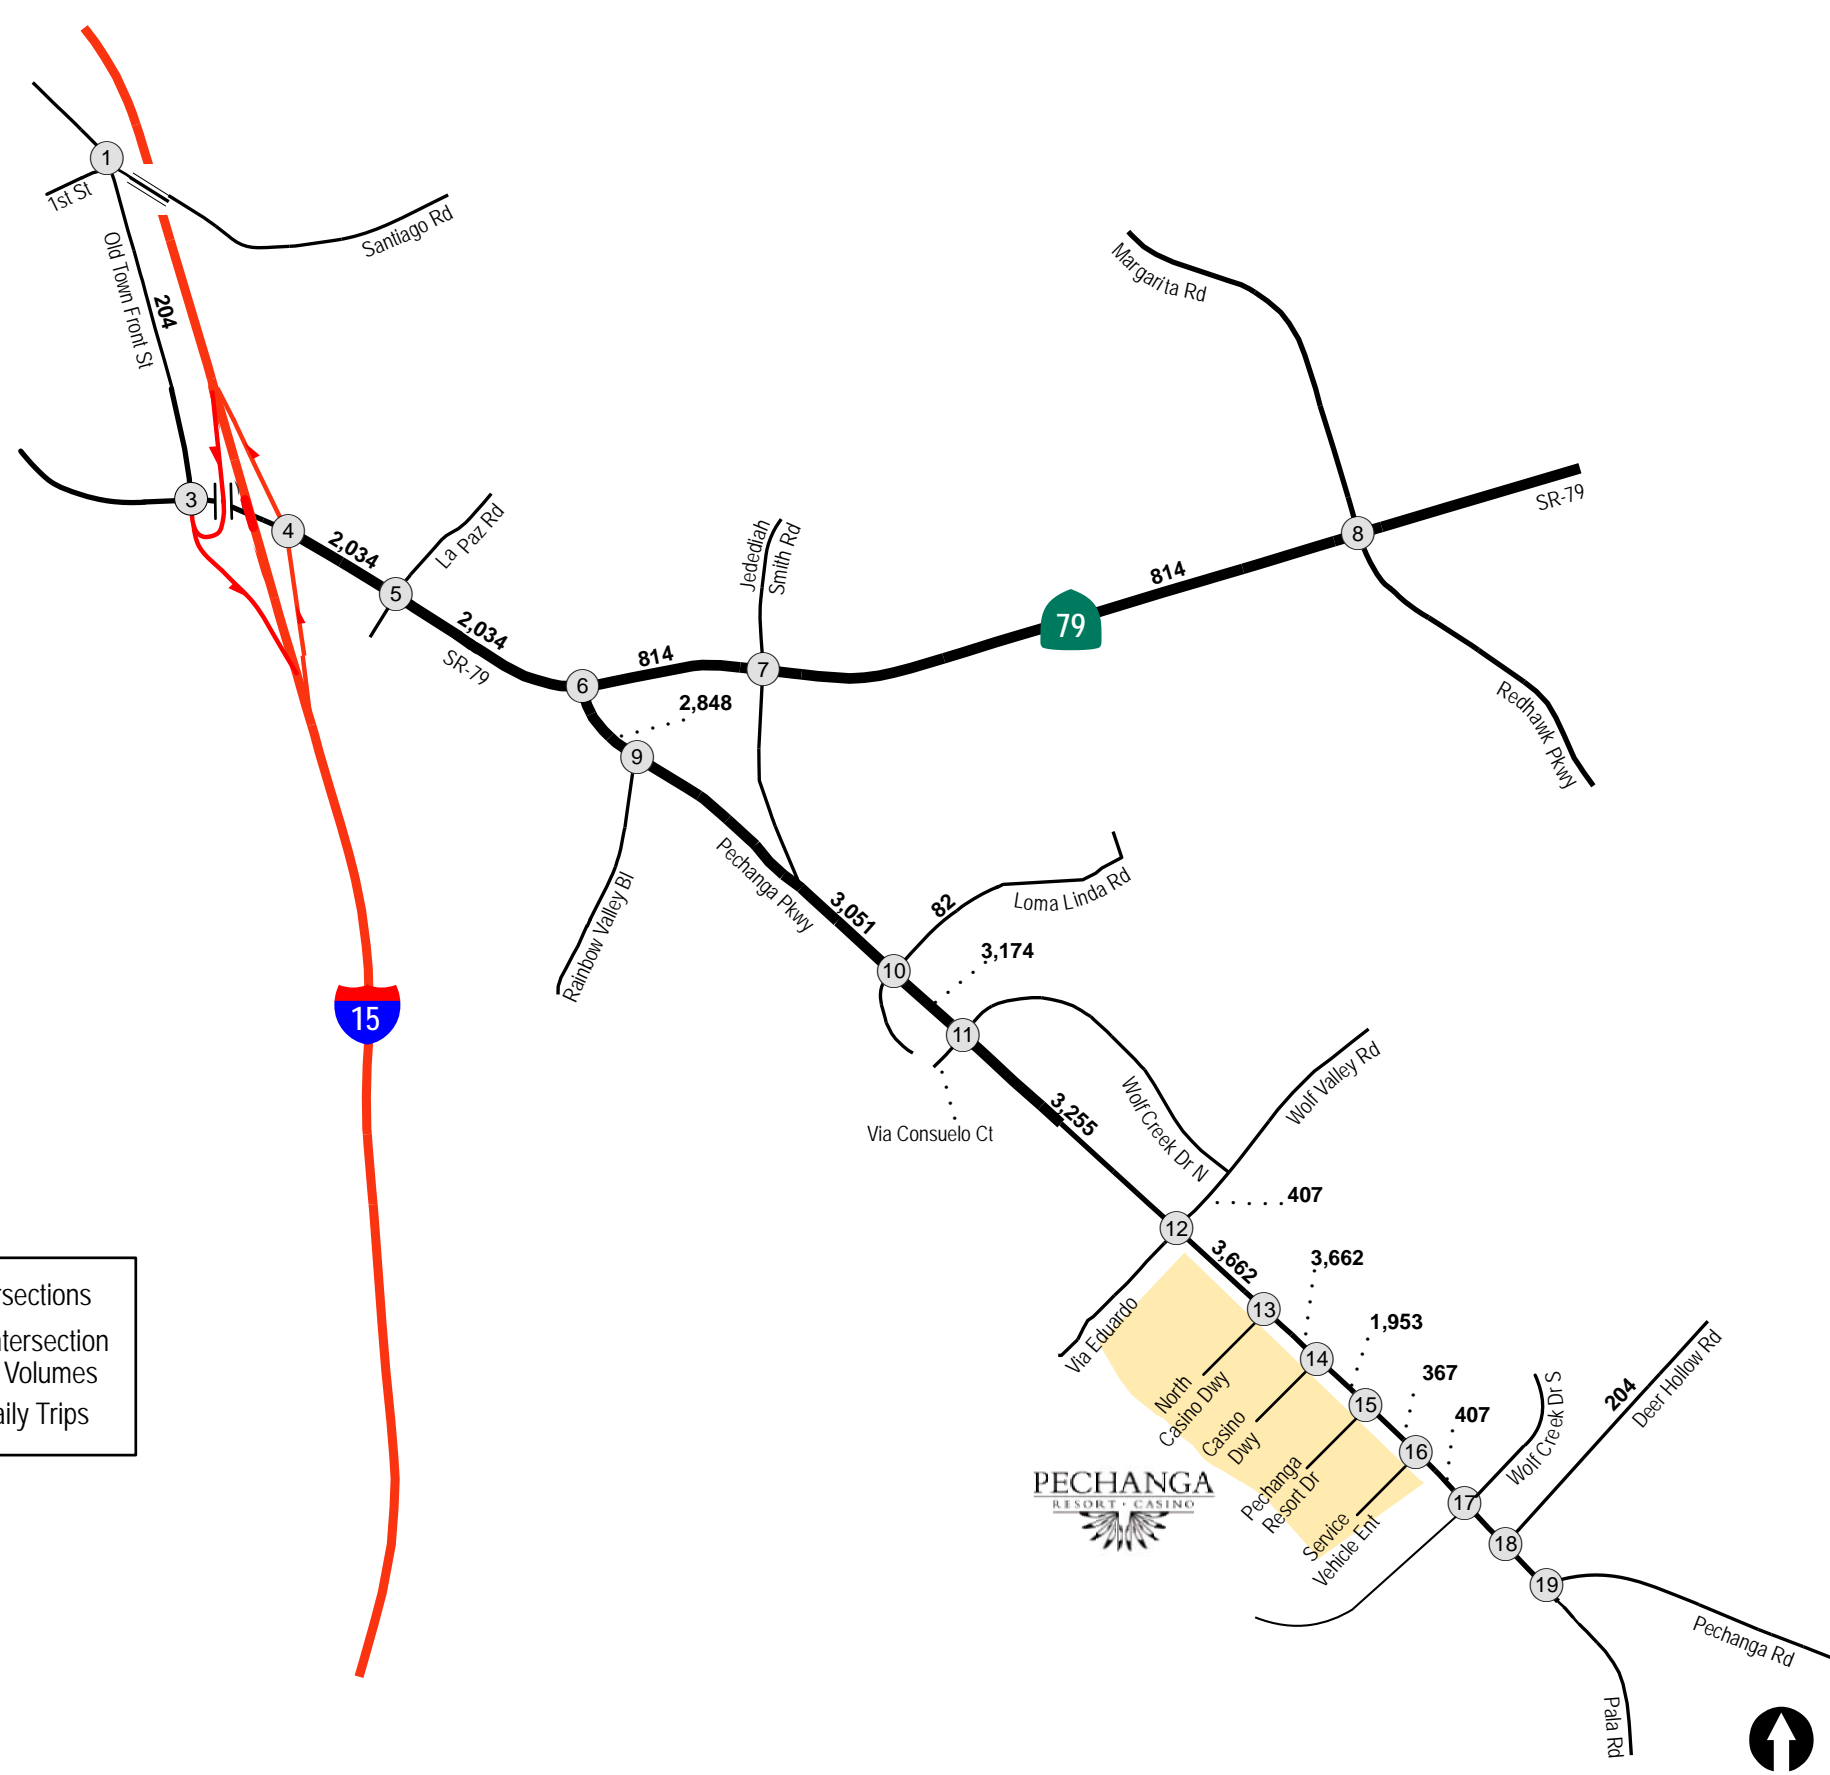 1
1st St
Santiago Rd
Old Town Front St
204
Margarita Rd
3
4
2,034
La Paz Rd
5
2,034
SR-79
Jedediah
Smith Rd
SR-79
8
814
79
814
7
6
2,848
9
Redhawk Pkwy
Pechanga Pkwy
Rainbow Valley Bl
3,051
82
Loma Linda Rd
10
3,174
15
11
Via Consuelo Ct
3,255
Wolf Creek Dr N
Wolf Valley Rd
407
12
3,662
3,662
13
Via Eduardo
1,953
14
367
15
407
16
North
Casino Dwy
Casino
Dwy
Pechanga
Resort Dr
Service
Vehicle Ent
Wolf Creek Dr S
204
Deer Hollow Rd
17
18
19
Pechanga Rd
Pala Rd
PECHANGA
RESORT · CASINO
rsections
ntersection
Volumes
aily Trips